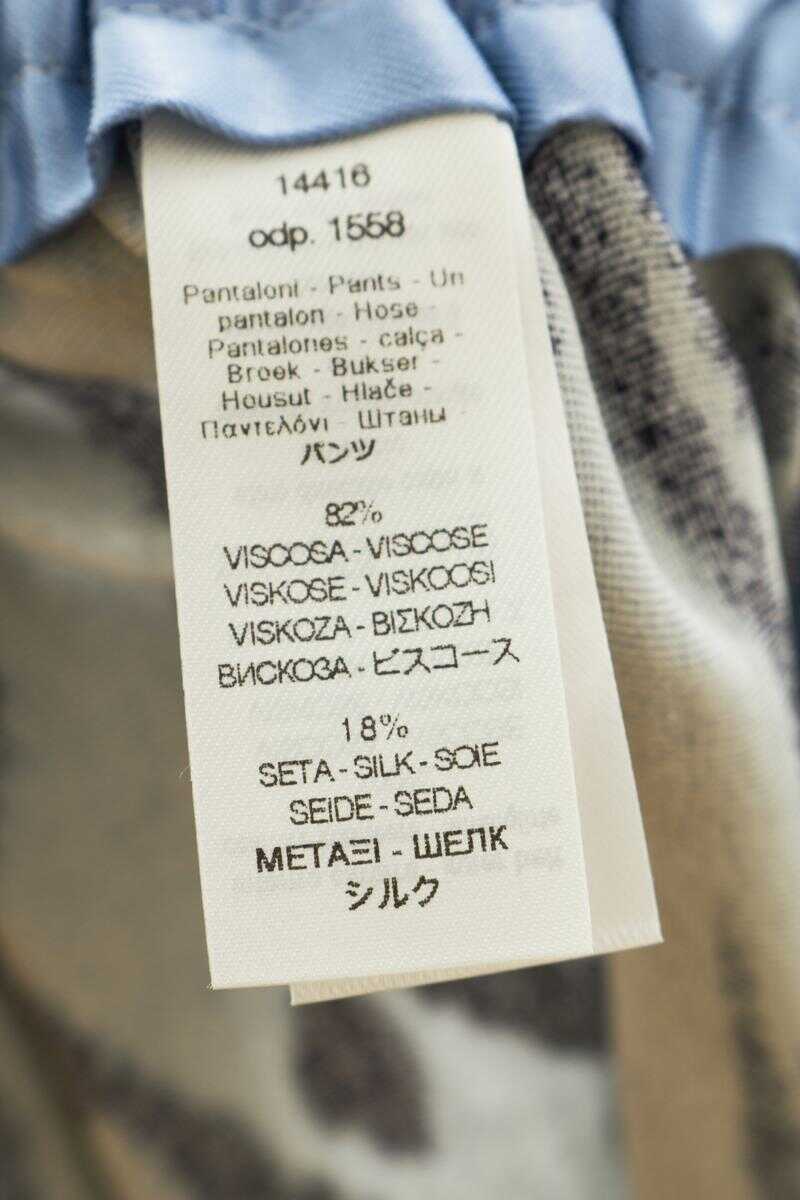 14416
odp. 1558
Pantaloni - Pants - Un
pantalon - Hose -
Pantalones - calça -
Broek - Bukser -
Housut - Hlače -
Παντελόνι - Штаны -
パンツ
82%
VISCOSA - VISCOSE
VISKOSE - VISKOOSI
VISKOZA - ΒΙΣΚΟΖΗ
ВИСКОЗА - ビスコース
18%
SETA - SILK - SOIE
SEIDE - SEDA
ΜΕΤΑΞΙ - ШЕЛК
シルク